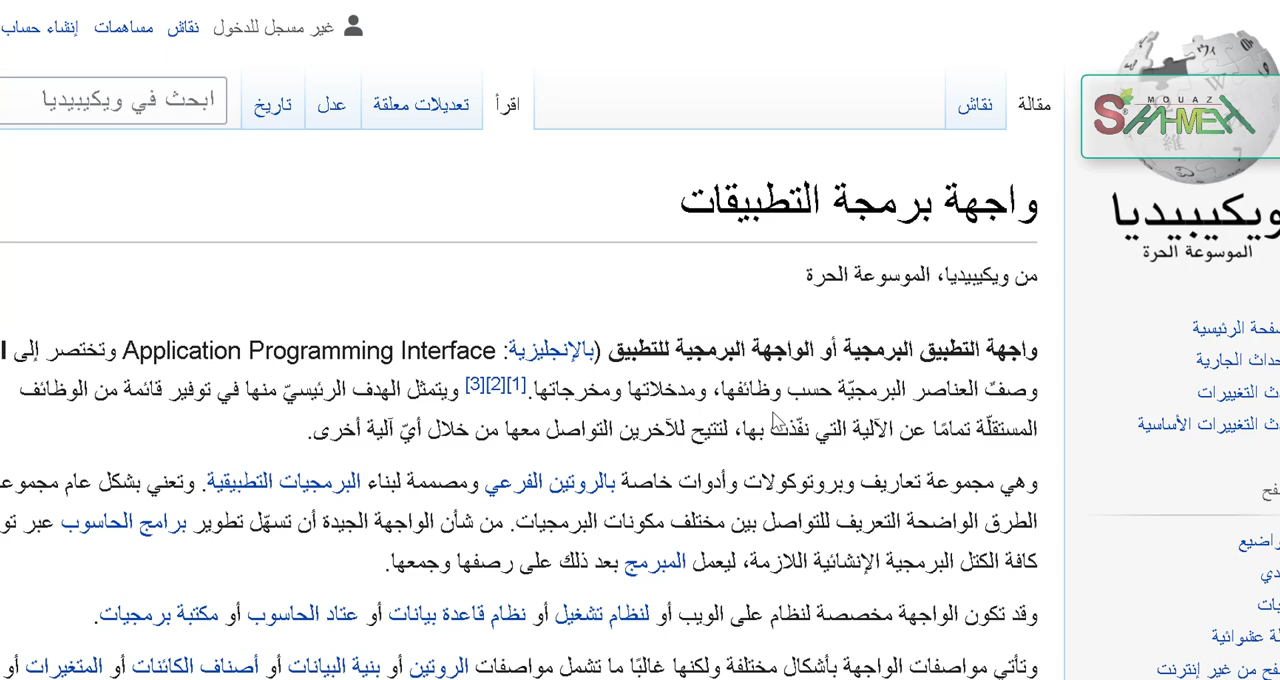 غير مسجل للدخول نقاش مساهمات إنشاء حساب
مقالة نقاش اقرأ تعديلات معلقة عدل تاريخ ابحث في ويكيبيديا
MOUAZ
SHAHMEH
ويكيبيديا
الموسوعة الحرة
واجهة برمجة التطبيقات
من ويكيبيديا، الموسوعة الحرة
واجهة التطبيق البرمجية أو الواجهة البرمجية للتطبيق (بالإنجليزية: Application Programming Interface وتختصر إلى
وصفٌ العناصر البرمجيّة حسب وظائفها، ومدخلاتها ومخرجاتها.[1][2][3] ويتمثل الهدف الرئيسيّ منها في توفير قائمة من الوظائف
المستقلّة تمامًا عن الآلية التي نفّذت بها، لتتيح للآخرين التواصل معها من خلال أيّ آلية أخرى.
وهي مجموعة تعاريف وبروتوكولات وأدوات خاصة بالروتين الفرعي ومصممة لبناء البرمجيات التطبيقية. وتعني بشكل عام
الطرق الواضحة التعريف للتواصل بين مختلف مكونات البرمجيات. من شأن الواجهة الجيدة أن تسهّل تطوير برامج الحاسوب عبر
كافة الكتل البرمجية الإنشائية اللازمة، ليعمل المبرمج بعد ذلك على رصفها وجمعها.
وقد تكون الواجهة مخصصة لنظام على الويب أو لنظام تشغيل أو نظام قاعدة بيانات أو عتاد الحاسوب أو مكتبة برمجيات.
وتأتي مواصفات الواجهة بأشكال مختلفة ولكنها غالبًا ما تشمل مواصفات الروتين أو بنية البيانات أو أصناف الكائنات أو المتغيرات أو
الرئيسية
الجارية
التغييرات
التغييرات الأساسية
عشوائية
من غير إنترنت